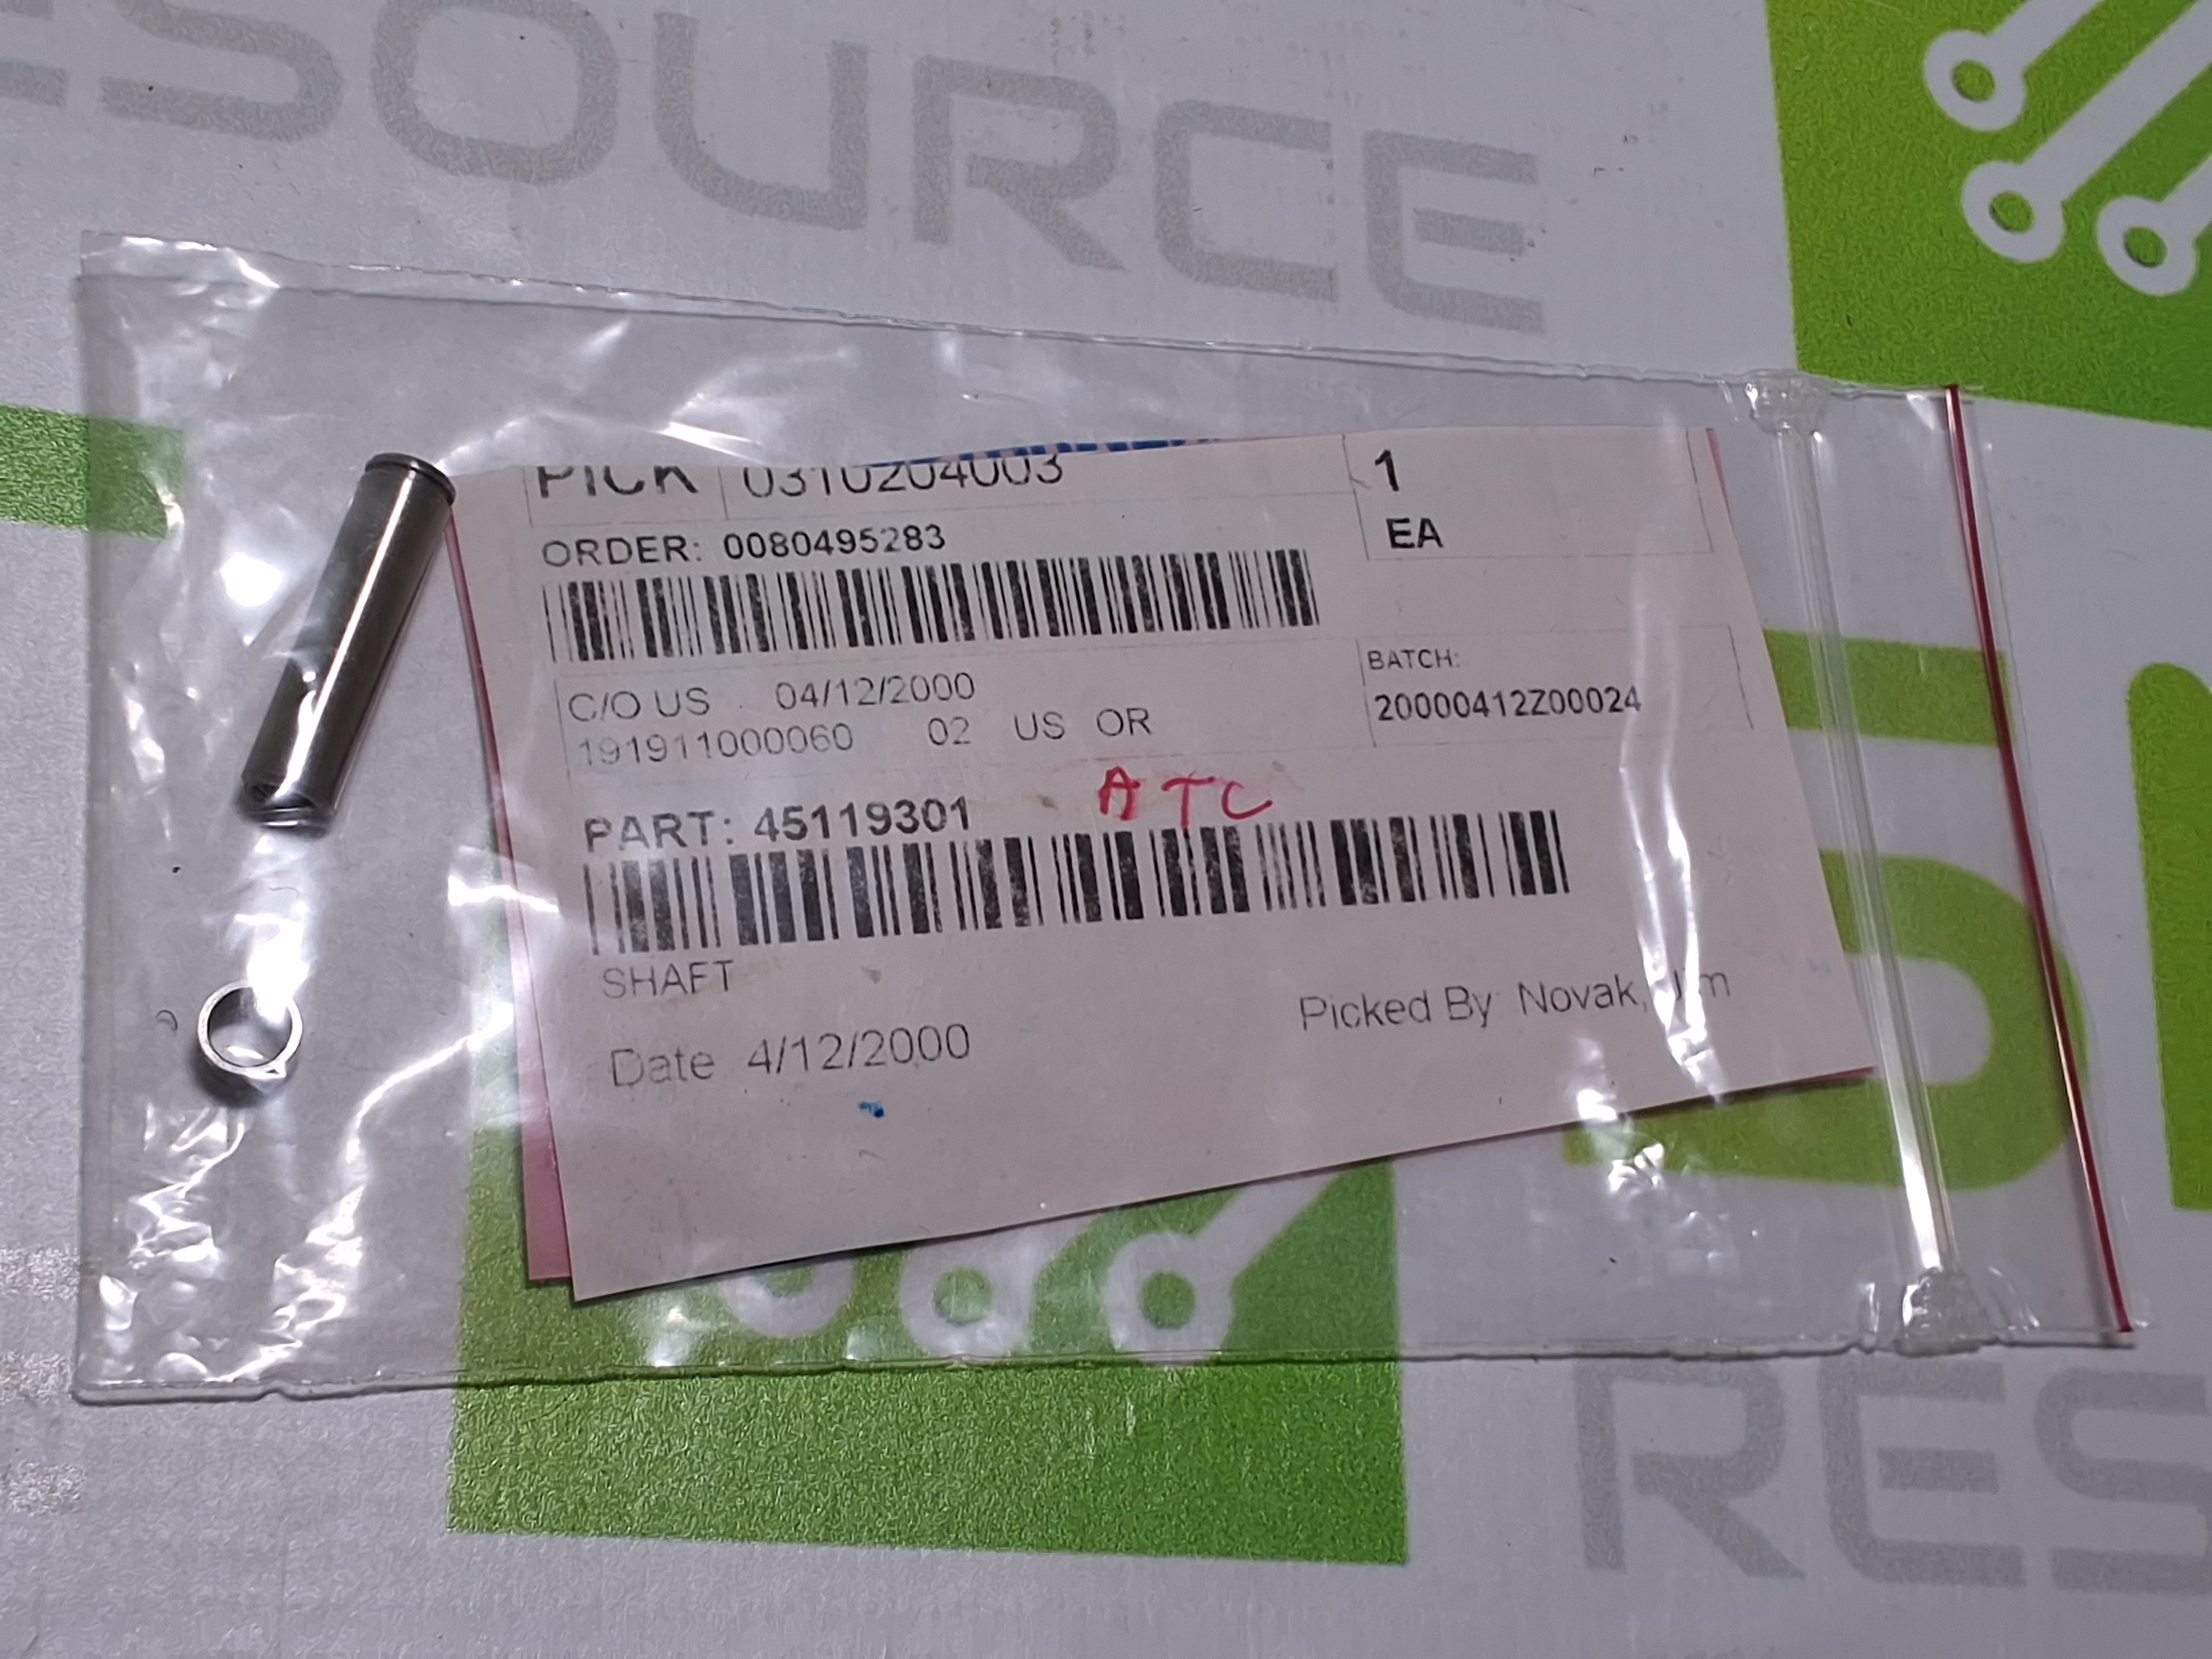 ESOURCE
PICK 0310204003
1
EA
ORDER: 0080495283
C/O US 04/12/2000
191911000060 02 US OR
BATCH:
20000412Z00024
PART: 45119301
ATC
SHAFT
Date 4/12/2000
Picked By Novak, Jim
RES